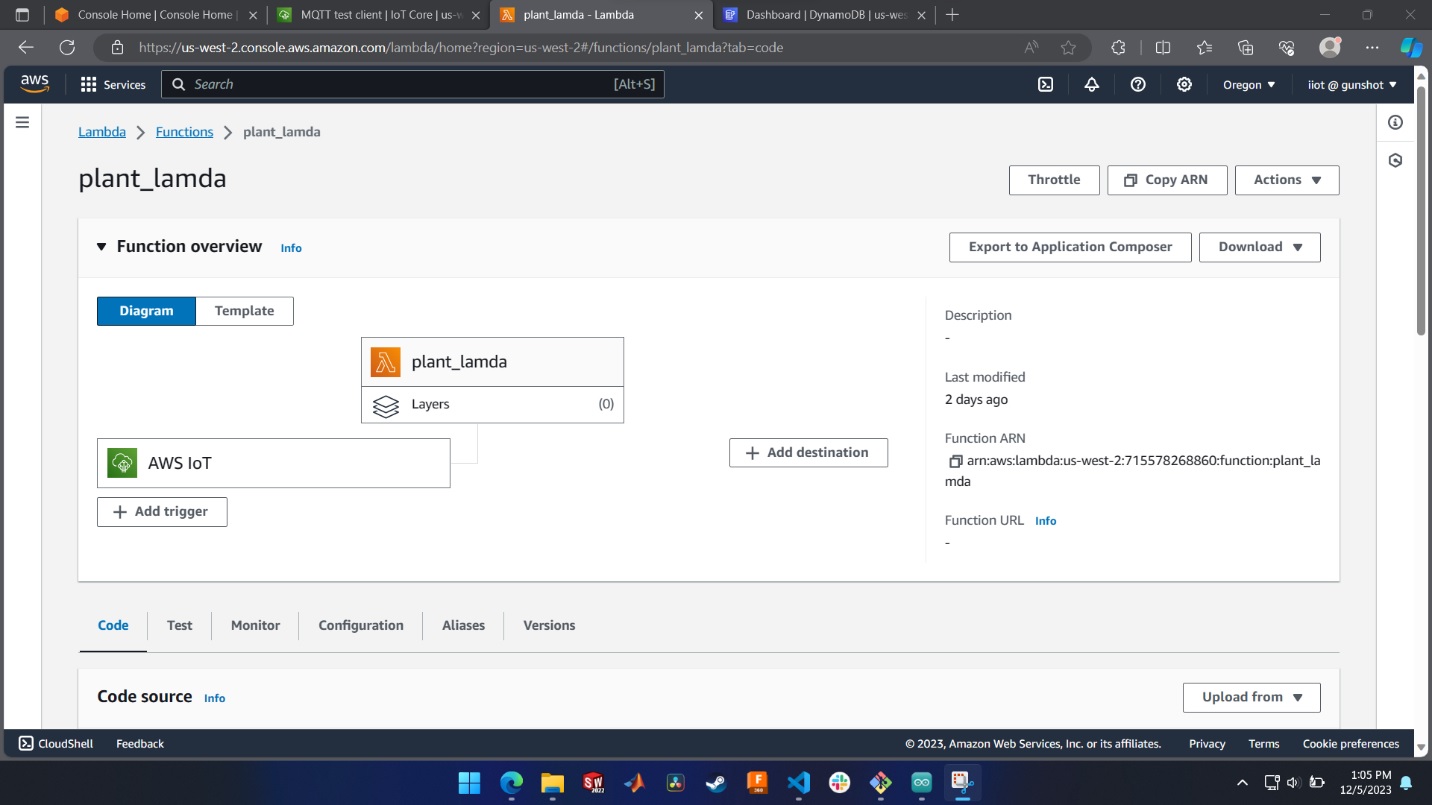 Console Home | Console Home |
MQTT test client | IoT Core | us-w
plant_lamda - Lambda
Dashboard | DynamoDB | us-wes
https://us-west-2.console.aws.amazon.com/lambda/home?region=us-west-2#/functions/plant_lamda?tab=code
aws
Services
Search
[Alt+S]
Oregon
iiot @ gunshot
Lambda
Functions
plant_lamda
plant_lamda
Throttle
Copy ARN
Actions
Function overview Info
Export to Application Composer
Download
Diagram
Template
plant_lamda
Layers (0)
AWS IoT
Add trigger
Add destination
Description
-
Last modified
2 days ago
Function ARN
arn:aws:lambda:us-west-2:715578268860:function:plant_la
mda
Function URL Info
-
Code
Test
Monitor
Configuration
Aliases
Versions
Code source Info
Upload from
CloudShell
Feedback
© 2023, Amazon Web Services, Inc. or its affiliates.
Privacy
Terms
Cookie preferences
1:05 PM
12/5/2023